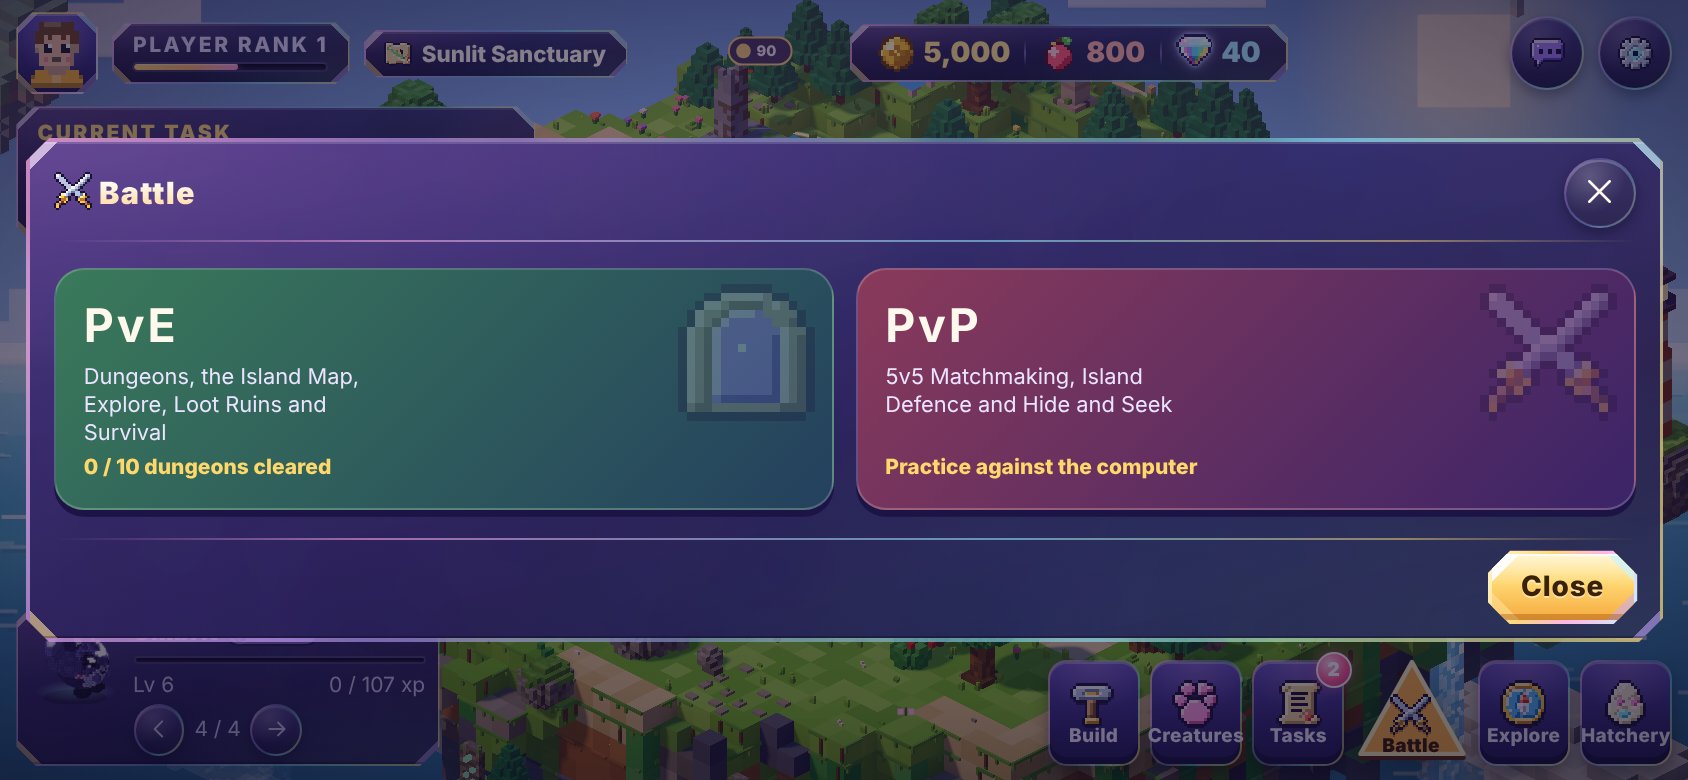 PLAYER RANK 1
Sunlit Sanctuary
90
5,000
800
40
CURRENT TASK
Battle
PvE
Dungeons, the Island Map,
Explore, Loot Ruins and
Survival
0 / 10 dungeons cleared
PvP
5v5 Matchmaking, Island
Defence and Hide and Seek
Practice against the computer
Close
Lv 6
0 / 107 xp
4 / 4
2
Build
Creatures
Tasks
Battle
Explore
Hatchery